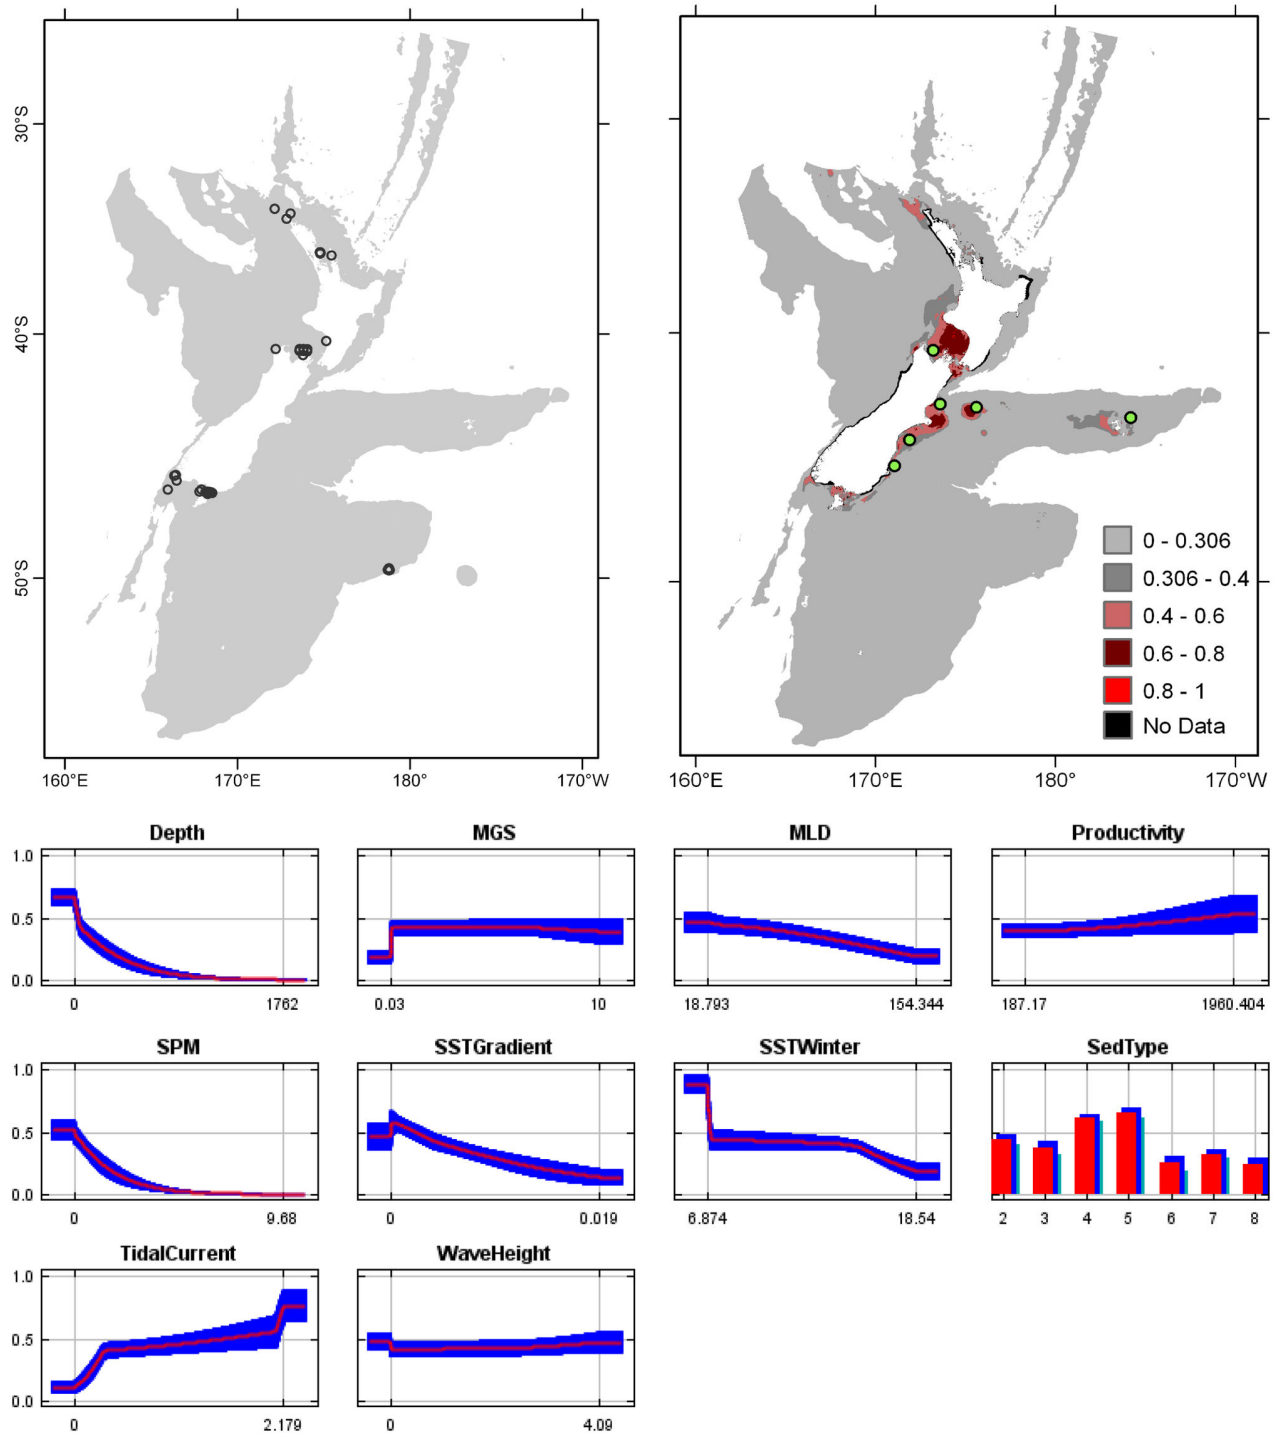 30°S
40°S
50°S
160°E 170°E 180° 170°W
0 - 0.306
0.306 - 0.4
0.4 - 0.6
0.6 - 0.8
0.8 - 1
No Data
160°E 170°E 180° 170°W
Depth MGS MLD Productivity
1.0
0.5
0.0
0 1762 0.03 10 18.793 154.344 187.17 1960.404
SPM SSTGradient SSTWinter SedType
1.0
0.5
0.0
0 9.68 0 0.019 6.874 18.54 2 3 4 5 6 7 8
TidalCurrent WaveHeight
1.0
0.5
0.0
0 2.179 0 4.09